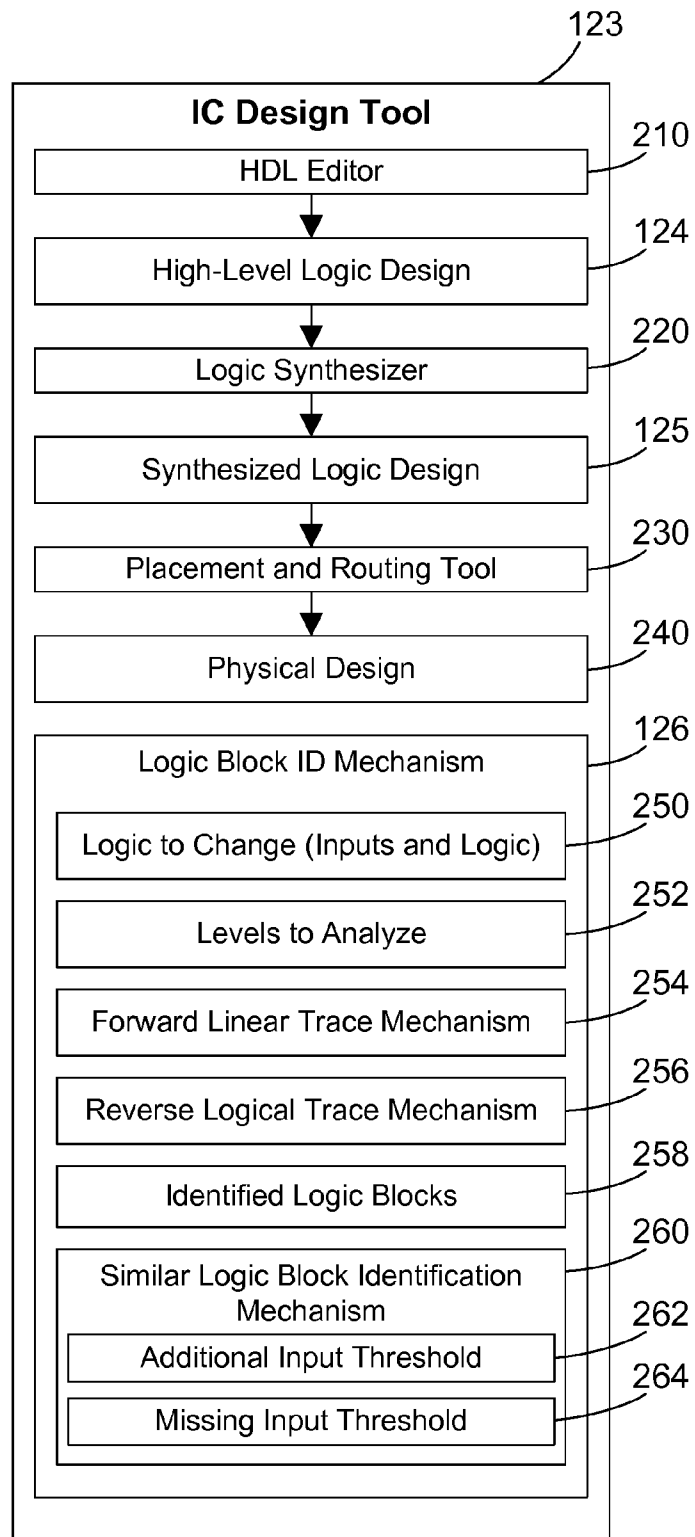 123
IC Design Tool
210
HDL Editor
124
High-Level Logic Design
220
Logic Synthesizer
125
Synthesized Logic Design
230
Placement and Routing Tool
240
Physical Design
126
Logic Block ID Mechanism
250
Logic to Change (Inputs and Logic)
252
Levels to Analyze
254
Forward Linear Trace Mechanism
256
Reverse Logical Trace Mechanism
258
Identified Logic Blocks
260
Similar Logic Block Identification
Mechanism
262
Additional Input Threshold
264
Missing Input Threshold